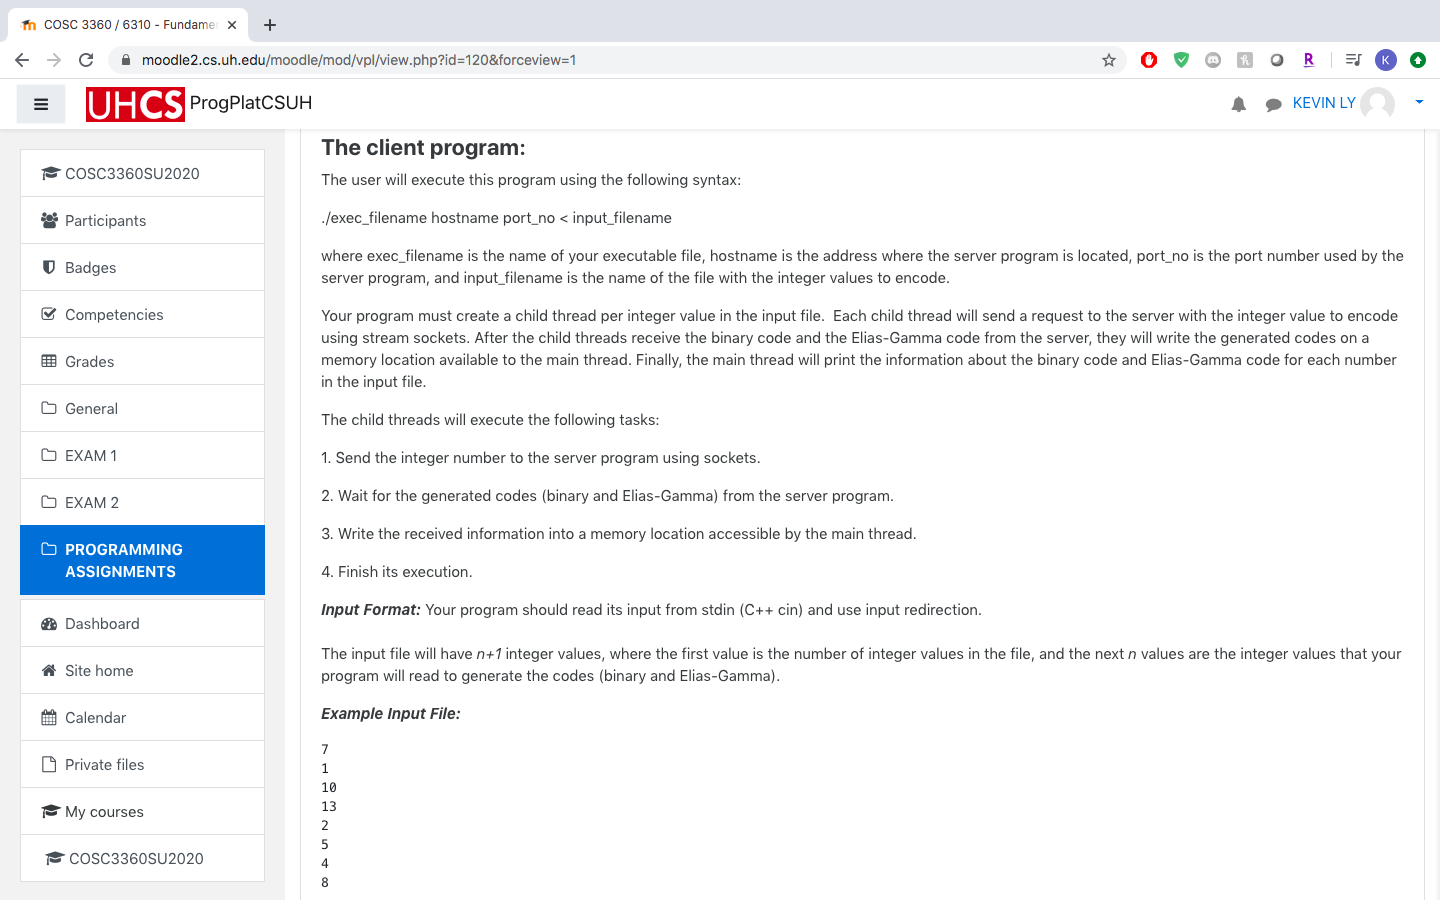 COSC 3360 / 6310 - Fundame
moodle2.cs.uh.edu/moodle/mod/vpl/view.php?id=120&forceview=1
K
UHCS ProgPlatCSUH
KEVIN LY
COSC3360SU2020
Participants
Badges
Competencies
Grades
General
EXAM 1
EXAM 2
PROGRAMMING
ASSIGNMENTS
Dashboard
Site home
Calendar
Private files
My courses
COSC3360SU2020
The client program:
The user will execute this program using the following syntax:
./exec_filename hostname port_no < input_filename
where exec_filename is the name of your executable file, hostname is the address where the server program is located, port_no is the port number used by the
server program, and input_filename is the name of the file with the integer values to encode.
Your program must create a child thread per integer value in the input file.  Each child thread will send a request to the server with the integer value to encode
using stream sockets. After the child threads receive the binary code and the Elias-Gamma code from the server, they will write the generated codes on a
memory location available to the main thread. Finally, the main thread will print the information about the binary code and Elias-Gamma code for each number
in the input file.
The child threads will execute the following tasks:
1. Send the integer number to the server program using sockets.
2. Wait for the generated codes (binary and Elias-Gamma) from the server program.
3. Write the received information into a memory location accessible by the main thread.
4. Finish its execution.
Input Format: Your program should read its input from stdin (C++ cin) and use input redirection.
The input file will have n+1 integer values, where the first value is the number of integer values in the file, and the next n values are the integer values that your
program will read to generate the codes (binary and Elias-Gamma).
Example Input File:
7
1
10
13
2
5
4
8